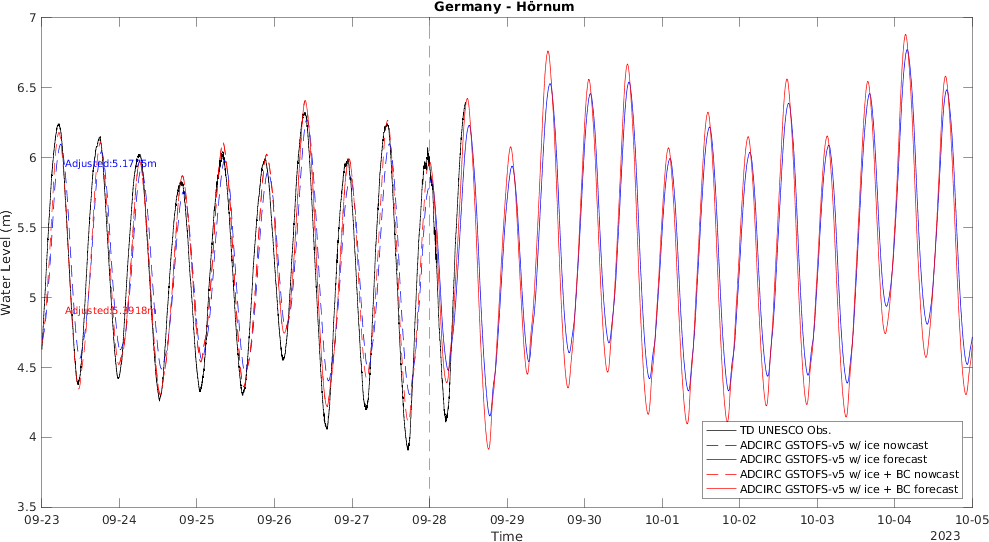 Germany - Hörnum
7
6.5
6
5.5
5
4.5
4
3.5
Water Level (m)
Adjusted:5.1775m
Adjusted:5.3918m
TD UNESCO Obs.
ADCIRC GSTOFS-v5 w/ ice nowcast
ADCIRC GSTOFS-v5 w/ ice forecast
ADCIRC GSTOFS-v5 w/ ice + BC nowcast
ADCIRC GSTOFS-v5 w/ ice + BC forecast
09-23 09-24 09-25 09-26 09-27 09-28 09-29 09-30 10-01 10-02 10-03 10-04 10-05
Time
2023